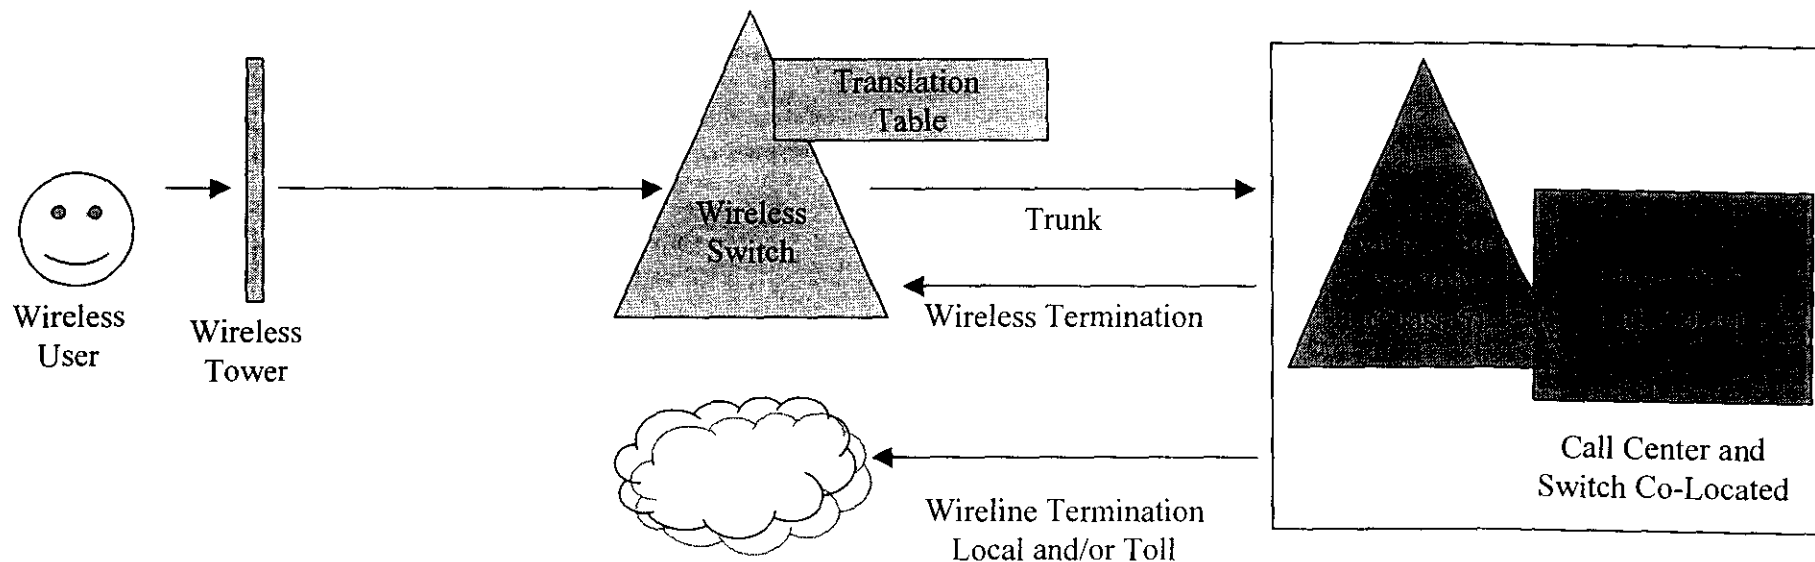 Translation
Table
Wireless
Switch
Trunk
Wireless
User
Wireless
Tower
Wireless Termination
Call Center and
Switch Co-Located
Wireline Termination
Local and/or Toll